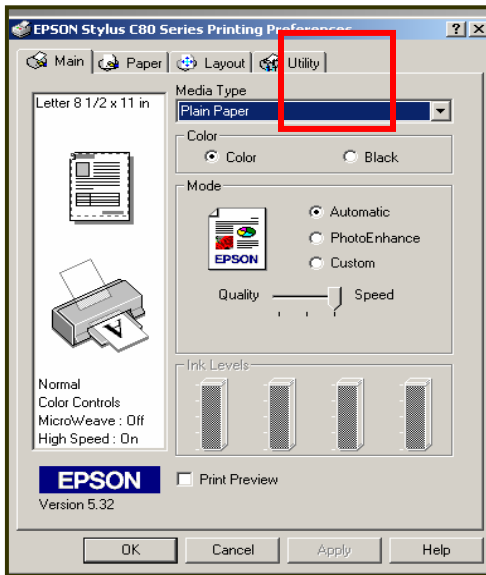 EPSON Stylus C80 Series Printing Preferences
Main Paper Layout Utility
Letter 8 1/2 x 11 in
Media Type
Plain Paper
Color
Color Black
Mode
EPSON
Automatic
PhotoEnhance
Custom
Quality Speed
A
Normal
Color Controls
MicroWeave : Off
High Speed : On
Ink Levels
EPSON
Version 5.32
Print Preview
OK Cancel Apply Help